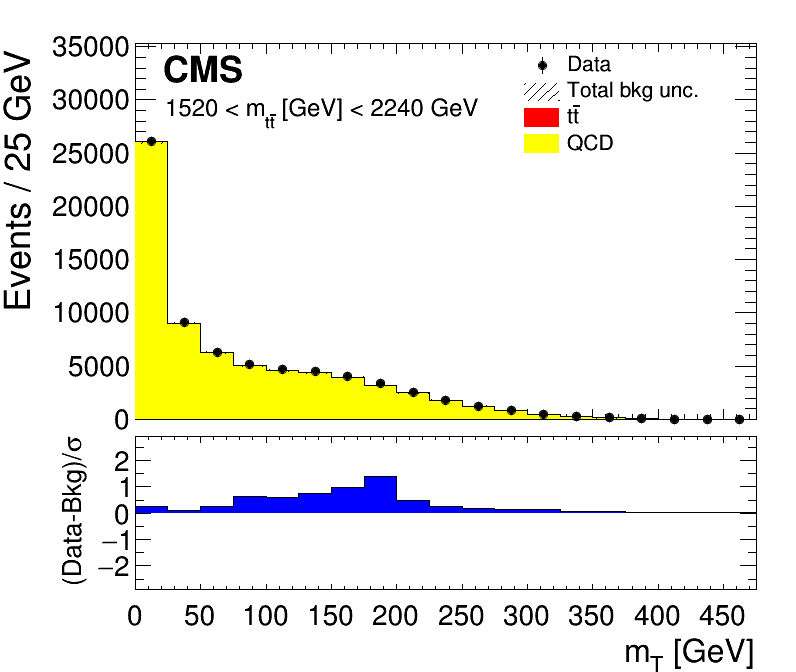 CMS
1520 < m_tt̄ [GeV] < 2240 GeV
Data
Total bkg unc.
tt̄
QCD
Events / 25 GeV
35000
30000
25000
20000
15000
10000
5000
0
(Data-Bkg)/σ
2
1
0
−1
−2
0 50 100 150 200 250 300 350 400 450
m_T [GeV]